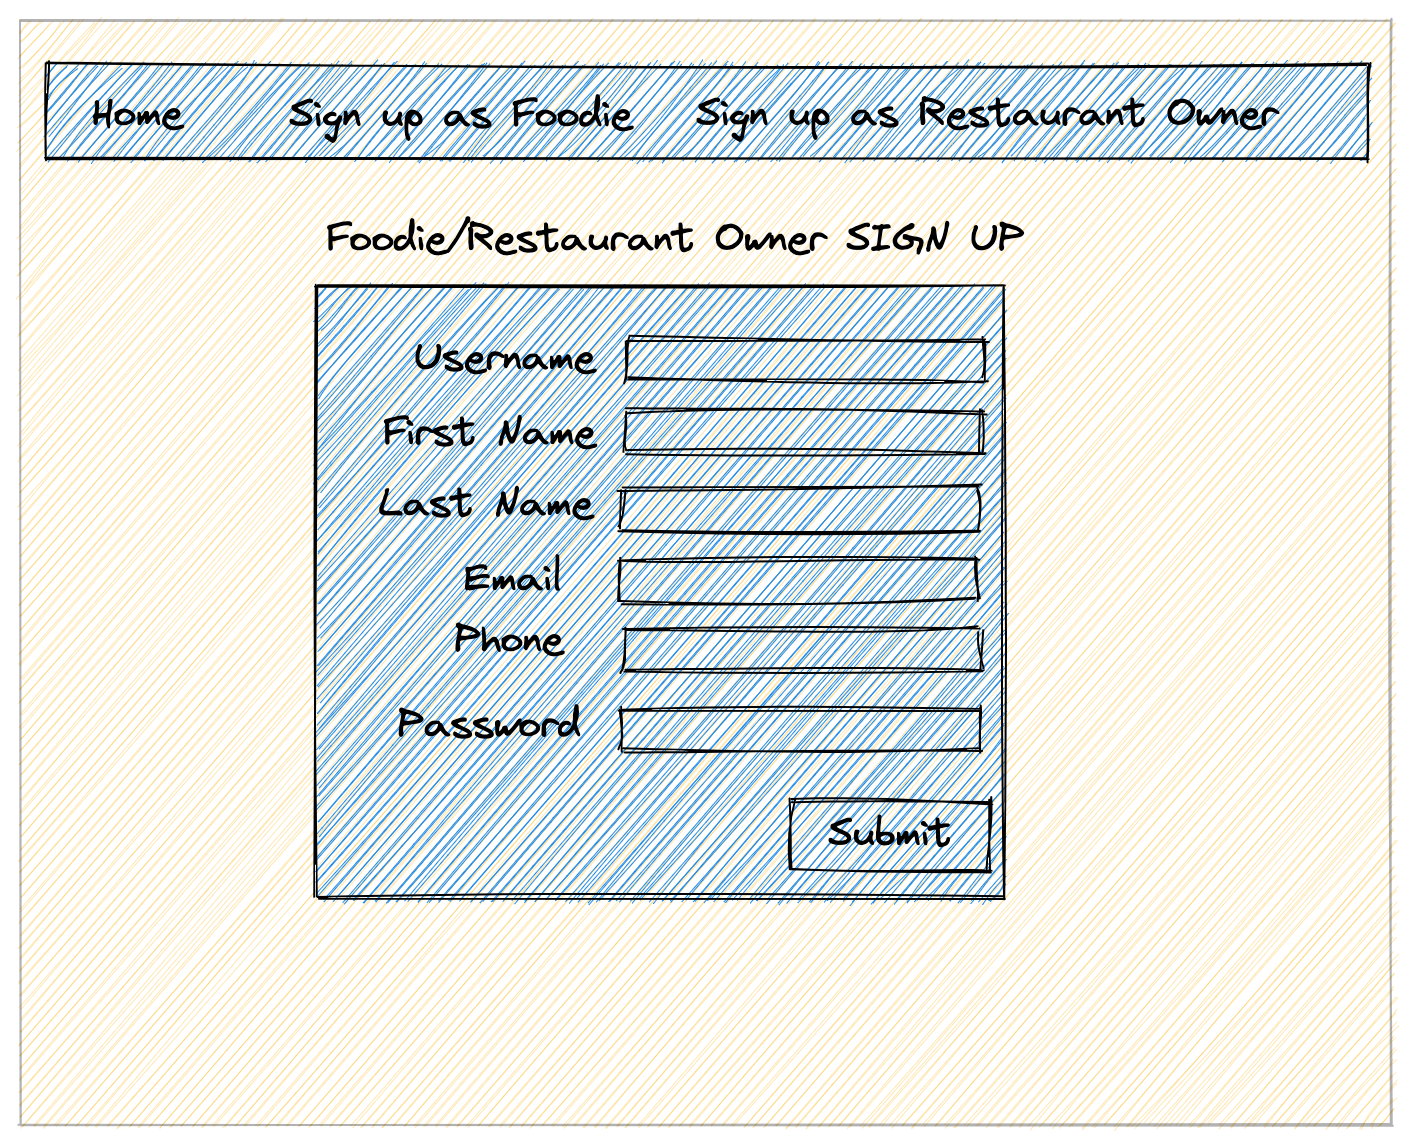 Home Sign up as Foodie Sign up as Restaurant Owner
Foodie/Restaurant Owner SIGN UP
Username
First Name
Last Name
Email
Phone
Password
Submit